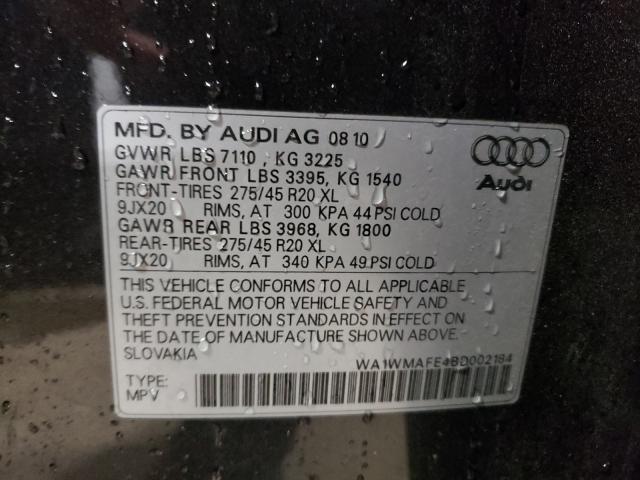 MFD. BY AUDI AG 08 10
GVWR LBS 7110 , KG 3225
GAWR FRONT LBS 3395, KG 1540
FRONT-TIRES 275/45 R20 XL
9JX20 RIMS, AT 300 KPA 44 PSI COLD
GAWR REAR LBS 3968, KG 1800
REAR-TIRES 275/45 R20 XL
9JX20 RIMS, AT 340 KPA 49 PSI COLD
Audi
THIS VEHICLE CONFORMS TO ALL APPLICABLE
U.S. FEDERAL MOTOR VEHICLE SAFETY AND
THEFT PREVENTION STANDARDS IN EFFECT ON
THE DATE OF MANUFACTURE SHOWN ABOVE.
SLOVAKIA
WA1WMAFE4BD002184
TYPE:
MPV